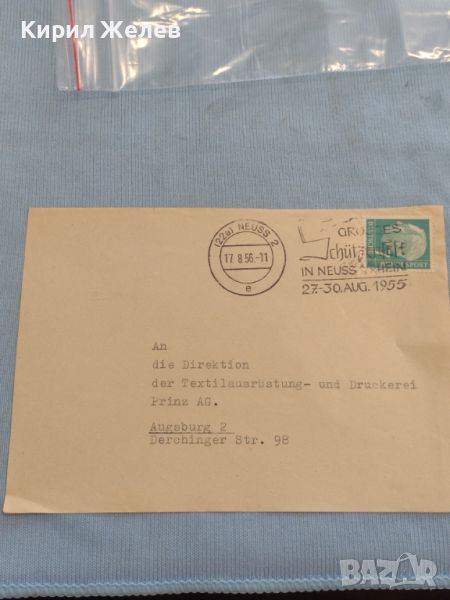 Кирил Желев
(22a) NEUSS 2
17. 8.56.-11
e
GROSSES
Schützenfest
IN NEUSS RHEIN
27.-30. AUG. 1955
An
die Direktion
der Textilausrüstung- und Druckerei
Prinz AG.
Augsburg 2
Derchinger Str. 98
BAZAR